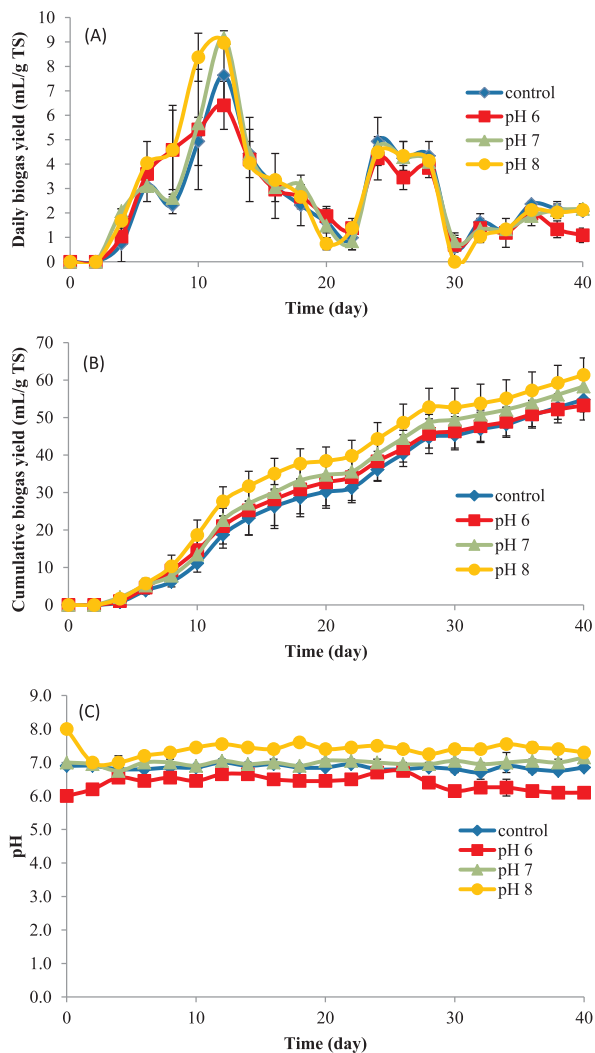 Daily biogas yield (mL/g TS)
10
9
8
7
6
5
4
3
2
1
0
(A)
control
pH 6
pH 7
pH 8
0 10 20 30 40
Time (day)
Cumulative biogas yield (mL/g TS)
70
60
50
40
30
20
10
0
(B)
control
pH 6
pH 7
pH 8
0 10 20 30 40
Time (day)
pH
9.0
8.0
7.0
6.0
5.0
4.0
3.0
2.0
1.0
0.0
(C)
control
pH 6
pH 7
pH 8
0 10 20 30 40
Time (day)